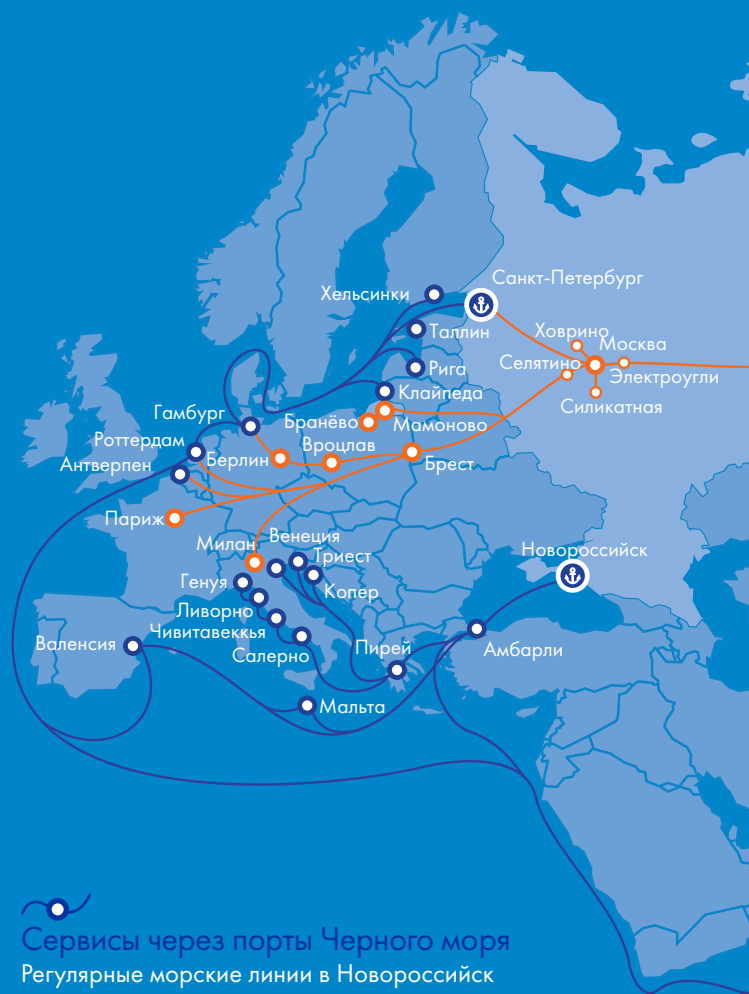 Санкт-Петербург
Хельсинки
Таллин
Ховрино
Москва
Селятино
Рига
Электроугли
Клайпеда
Силикатная
Гамбург
Бранёво
Мамоново
Роттердам
Вроцлав
Антверпен
Берлин
Брест
Париж
Милан
Венеция
Триест
Новороссийск
Генуя
Копер
Ливорно
Чивитавеккья
Валенсия
Салерно
Пирей
Амбарли
Мальта
Сервисы через порты Черного моря
Регулярные морские линии в Новороссийск